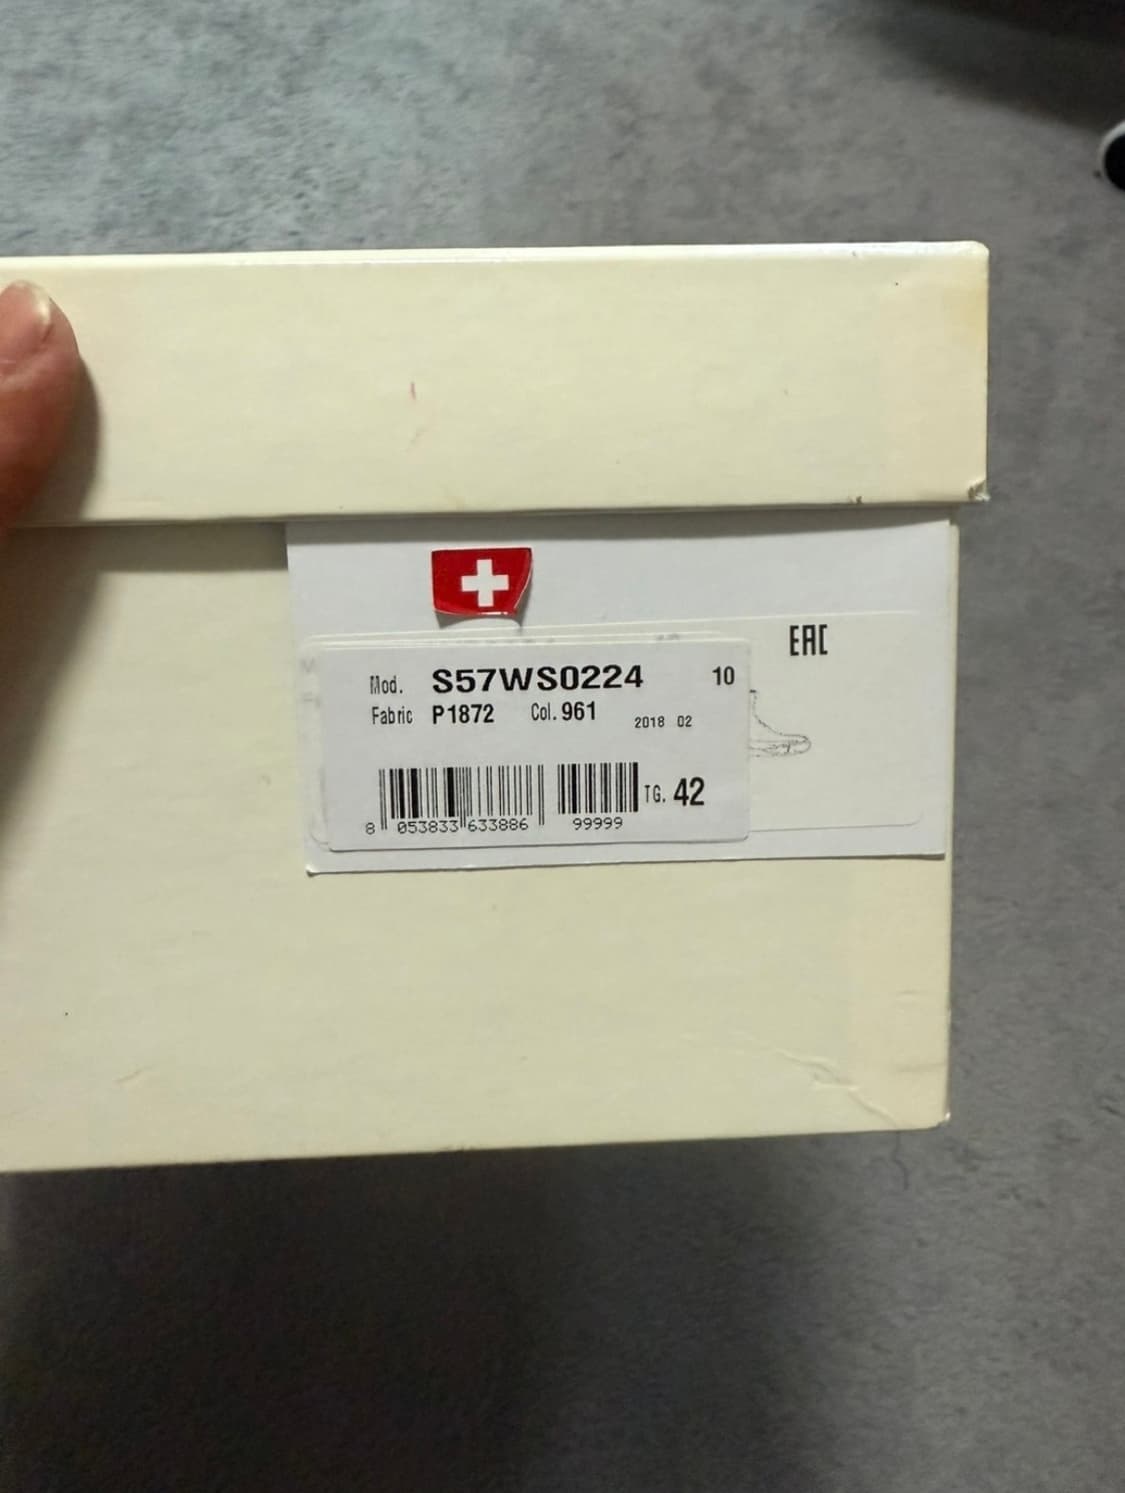 EAC
Mod. S57WS0224 10
Fabric P1872 Col. 961 2018 02
TG. 42
8 053833 633886 99999